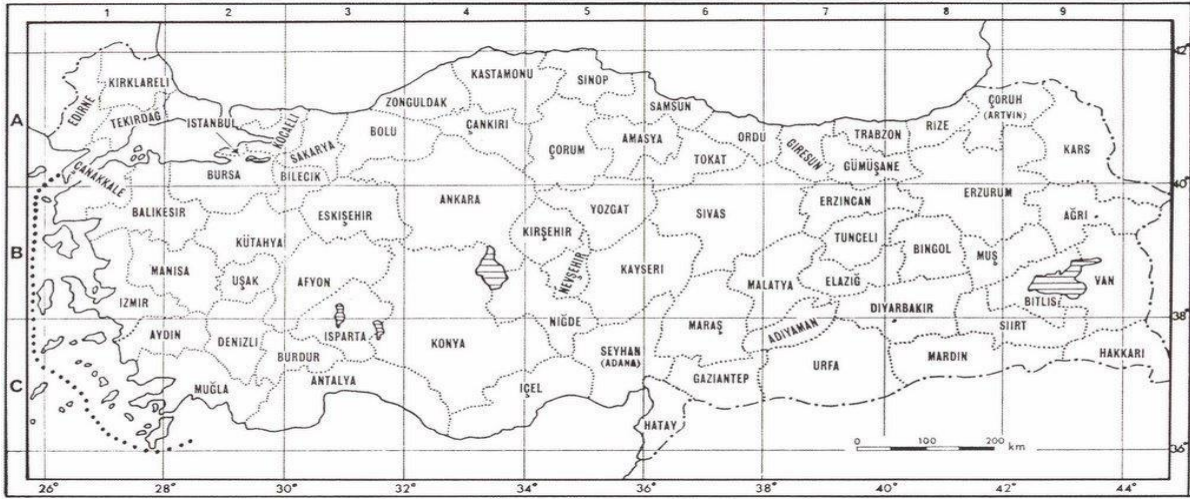 1 2 3 4 5 6 7 8 9
42°
KASTAMONU
SINOP
KIRKLARELİ
ZONGULDAK
SAMSUN
ÇORUH
(ARTVİN)
EDIRNE
TEKİRDAĞ
ISTANBUL
KOCAELİ
BOLU
ÇANKIRI
AMASYA
ORDU
TRABZON
RIZE
A
SAKARYA
ÇORUM
TOKAT
GIRESUN
GÜMÜŞANE
KARS
ÇANAKKALE
BURSA
BILECIK
40°
BALIKESIR
ESKIŞEHIR
ANKARA
YOZGAT
SIVAS
ERZINCAN
ERZURUM
AĞRI
KIRŞEHIR
KÜTAHYA
TUNCELI
BINGOL
MUŞ
B
MANISA
UŞAK
AFYON
NEVŞEHIR
KAYSERI
MALATYA
ELAZIĞ
VAN
IZMIR
DIYARBAKIR
BITLIS
38°
AYDIN
DENIZLI
ISPARTA
KONYA
NIĞDE
MARAŞ
ADIYAMAN
SIIRT
BURDUR
SEYHAN
(ADANA)
URFA
MARDIN
HAKKARI
C
MUĞLA
ANTALYA
IÇEL
GAZIANTEP
HATAY
0 100 200 km
36°
26° 28° 30° 32° 34° 36° 38° 40° 42° 44°